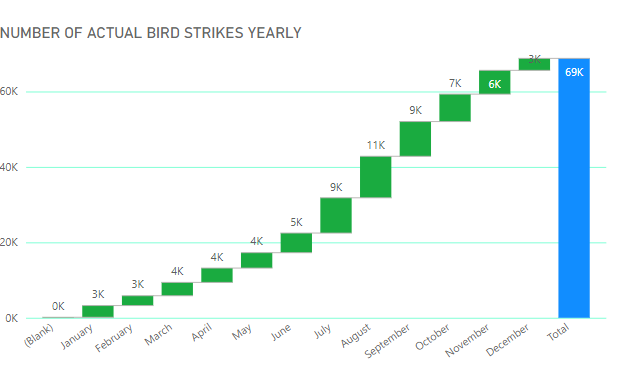 NUMBER OF ACTUAL BIRD STRIKES YEARLY
60K
40K
20K
0K
0K
3K
3K
4K
4K
4K
5K
9K
11K
9K
7K
6K
3K
69K
(Blank)
January
February
March
April
May
June
July
August
September
October
November
December
Total